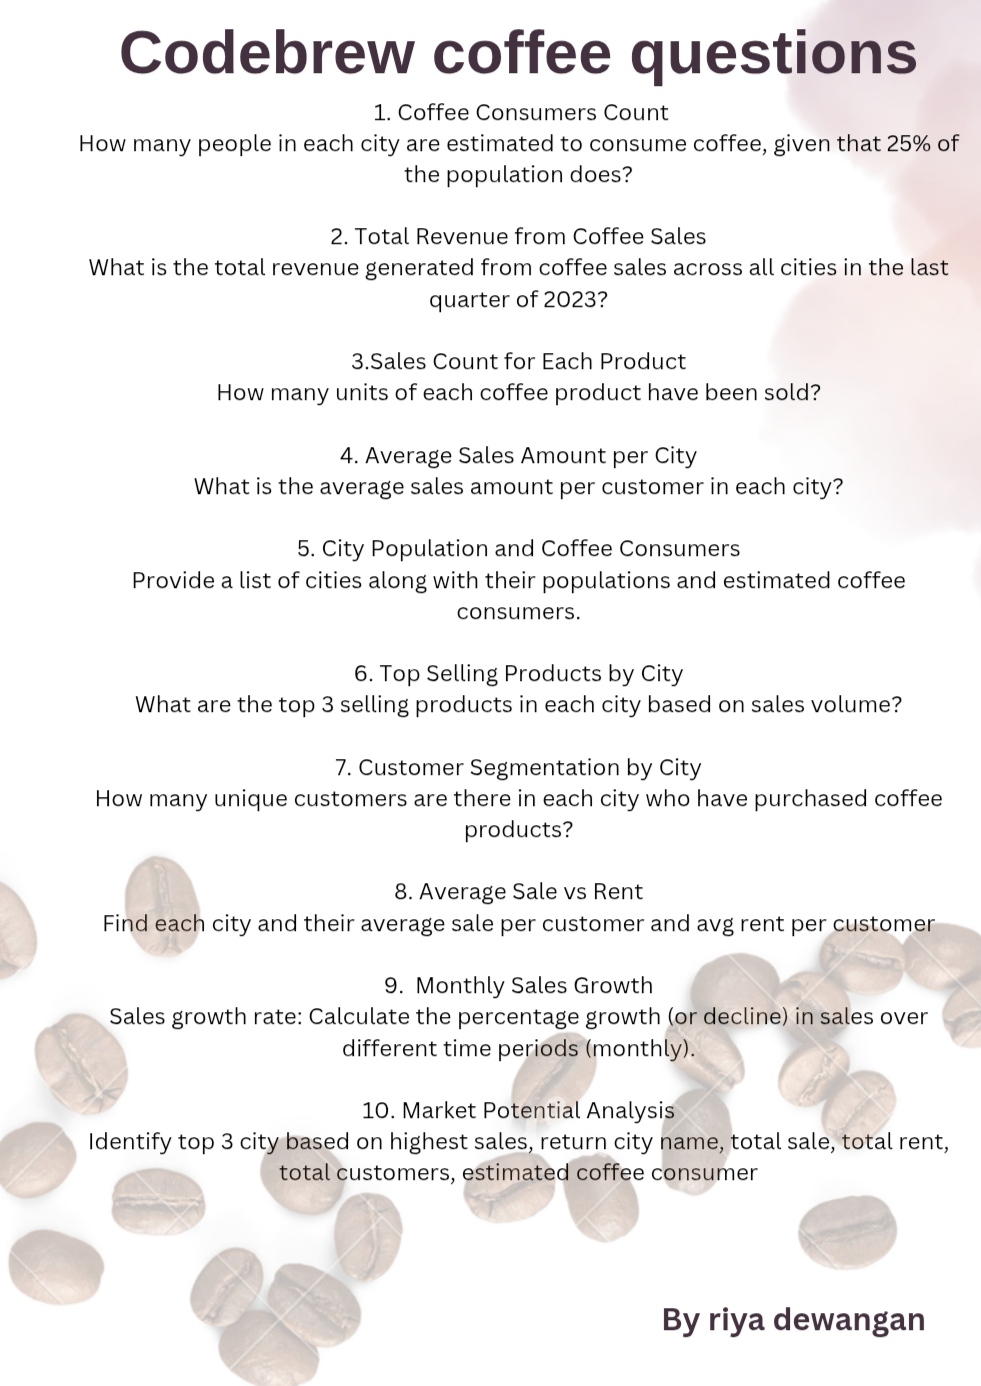 Codebrew coffee questions
1. Coffee Consumers Count
How many people in each city are estimated to consume coffee, given that 25% of
the population does?
2. Total Revenue from Coffee Sales
What is the total revenue generated from coffee sales across all cities in the last
quarter of 2023?
3.Sales Count for Each Product
How many units of each coffee product have been sold?
4. Average Sales Amount per City
What is the average sales amount per customer in each city?
5. City Population and Coffee Consumers
Provide a list of cities along with their populations and estimated coffee
consumers.
6. Top Selling Products by City
What are the top 3 selling products in each city based on sales volume?
7. Customer Segmentation by City
How many unique customers are there in each city who have purchased coffee
products?
8. Average Sale vs Rent
Find each city and their average sale per customer and avg rent per customer
9.  Monthly Sales Growth
Sales growth rate: Calculate the percentage growth (or decline) in sales over
different time periods (monthly).
10. Market Potential Analysis
Identify top 3 city based on highest sales, return city name, total sale, total rent,
total customers, estimated coffee consumer
By riya dewangan